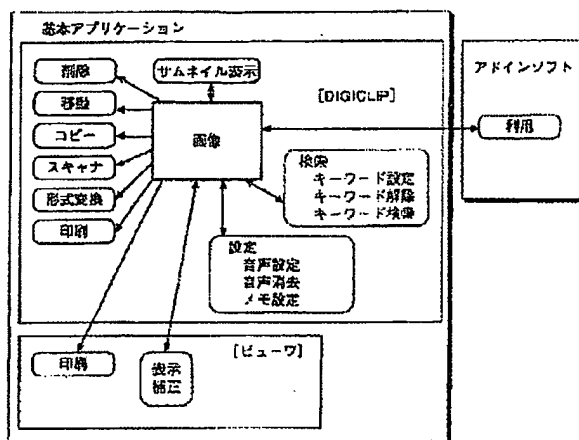 基本アプリケーション
削除
サムネイル表示
[DIGICLIP]
アドインソフト
移動
コピー
画像
利用
スキャナ
形式変換
印刷
検索
キーワード設定
キーワード解除
キーワード検索
設定
音声設定
音声消去
メモ設定
[ビューワ]
印刷
表示
補正